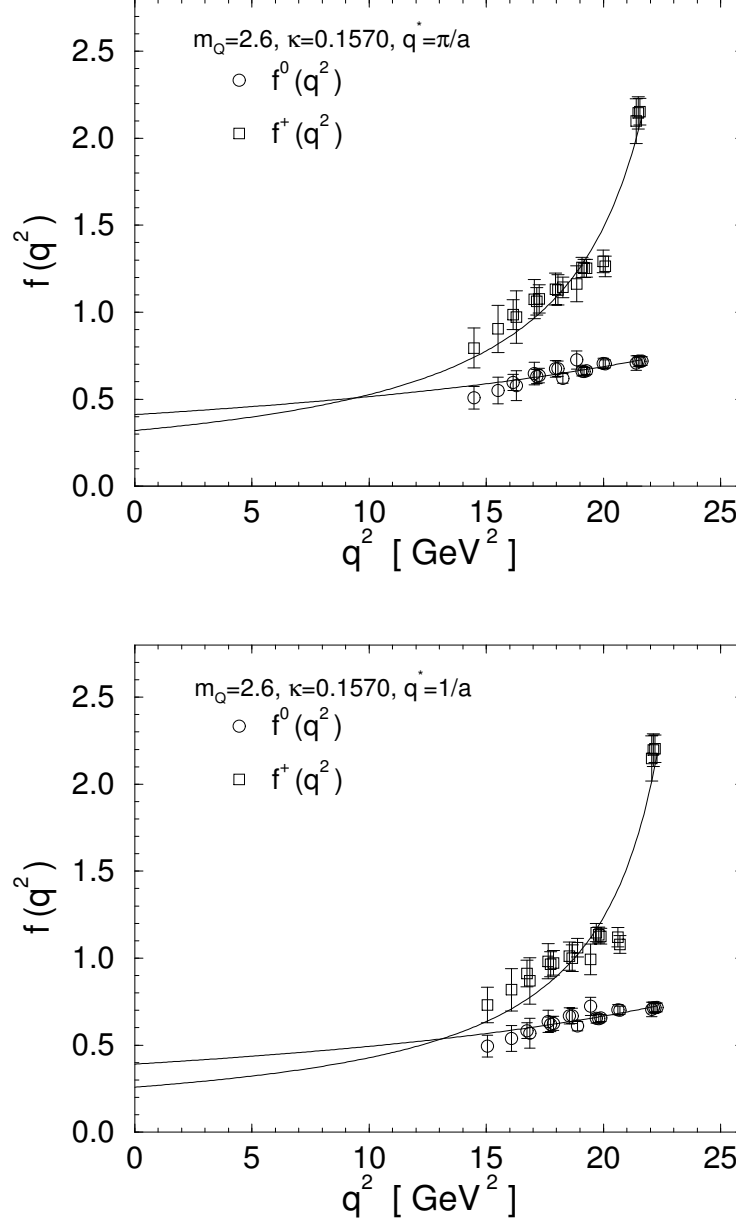 m_Q=2.6, κ=0.1570, q^*=π/a
f^0(q^2)
f^+(q^2)
2.5
2.0
1.5
1.0
0.5
0.0
f(q^2)
0 5 10 15 20 25
q^2 [GeV^2]
m_Q=2.6, κ=0.1570, q^*=1/a
f^0(q^2)
f^+(q^2)
2.5
2.0
1.5
1.0
0.5
0.0
f(q^2)
0 5 10 15 20 25
q^2 [GeV^2]